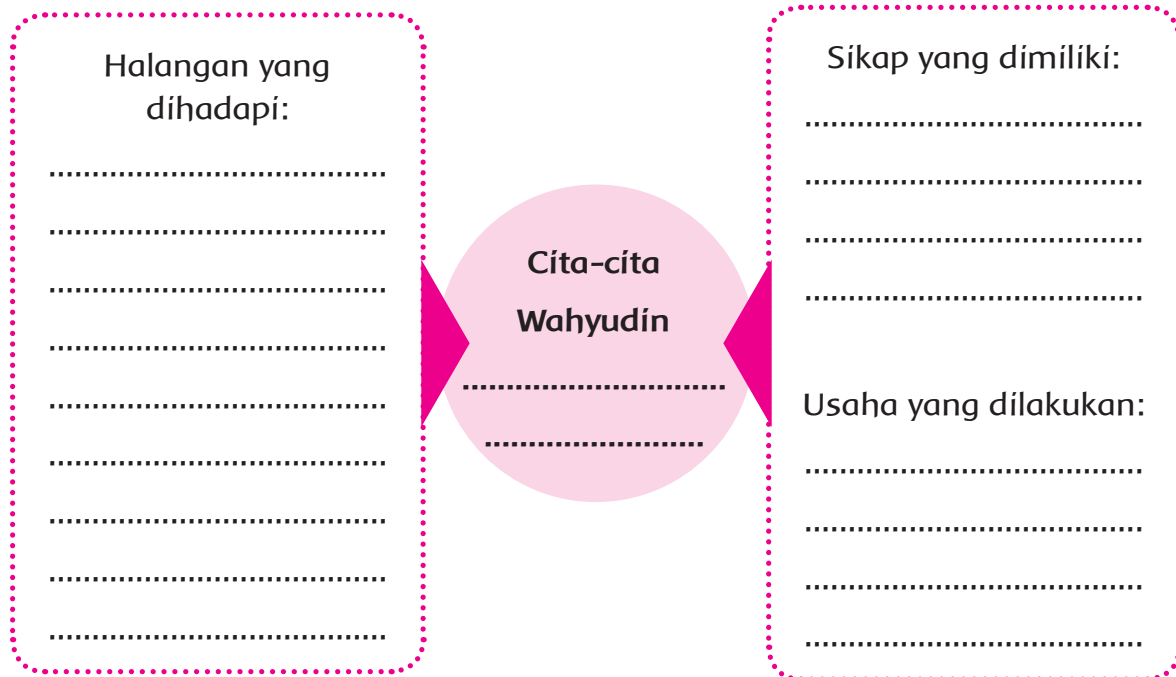 Halangan yang
dihadapi:
Cita-cita
Wahyudin
Sikap yang dimiliki:
Usaha yang dilakukan: